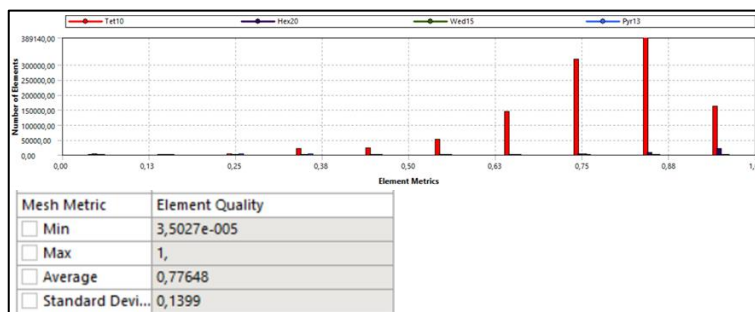 Tet10 Hex20 Wed15 Pyr13
389140,00
300000,00
250000,00
200000,00
150000,00
100000,00
50000,00
0,00
Number of Elements
0,00 0,13 0,25 0,38 0,50 0,63 0,75 0,88 1,
Element Metrics
Mesh Metric Element Quality
Min 3,5027e-005
Max 1,
Average 0,77648
Standard Devi... 0,1399